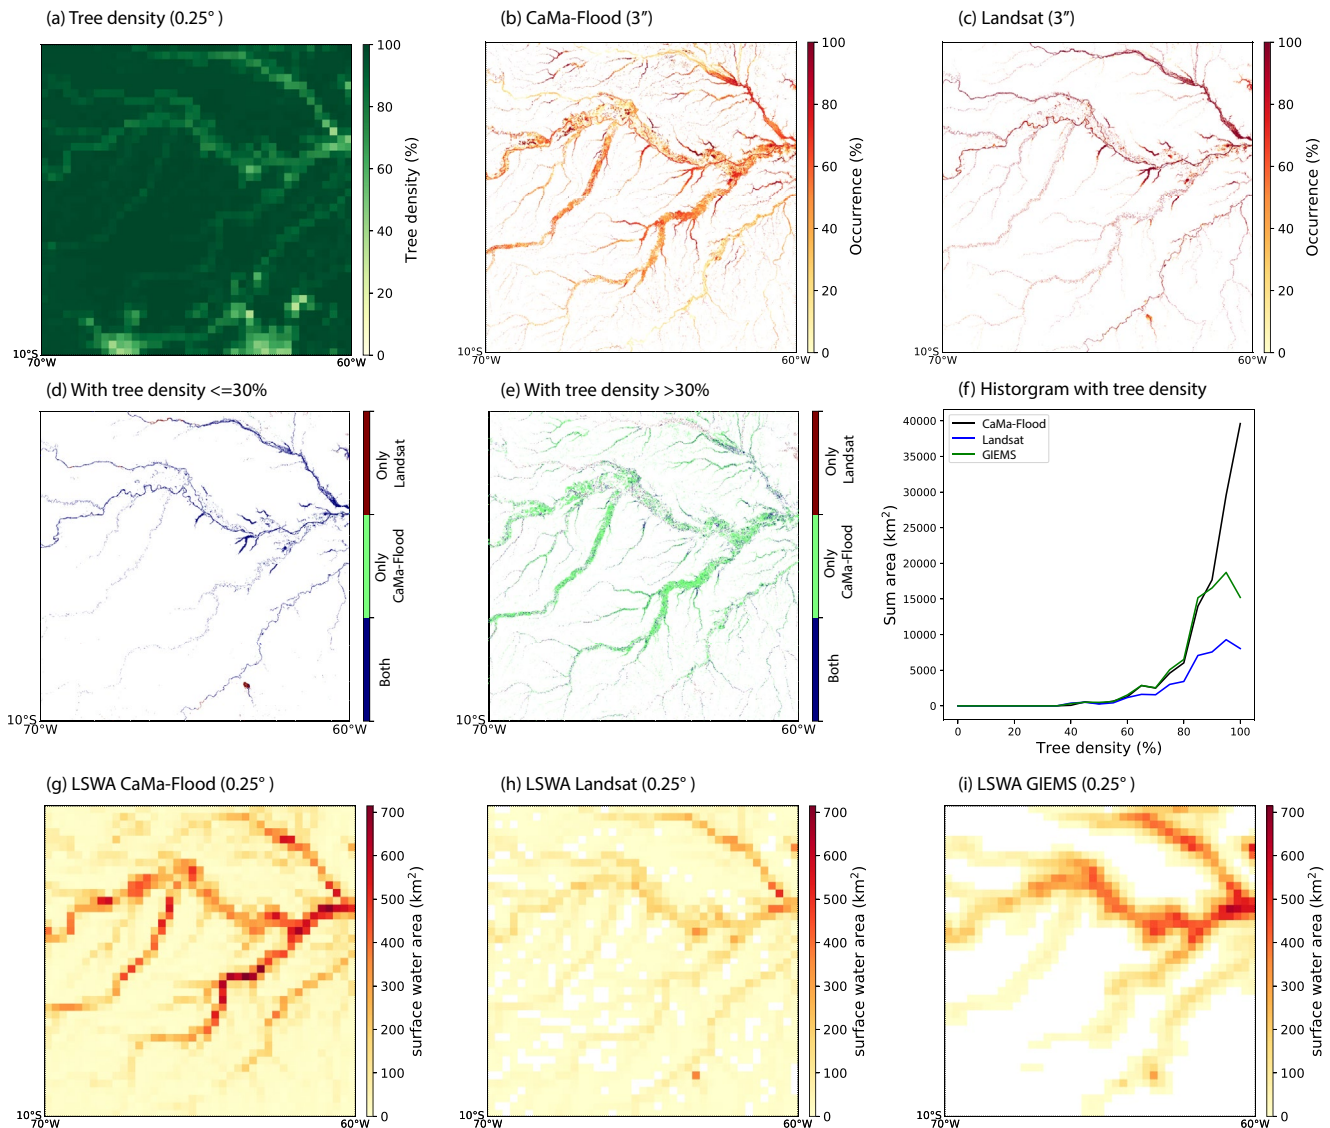 (a) Tree density (0.25° )
100
80
60
40
20
0
Tree density (%)
10°S
70°W
60°W
(b) CaMa-Flood (3”)
100
80
60
40
20
0
Occurrence (%)
10°S
70°W
60°W
(c) Landsat (3”)
100
80
60
40
20
0
Occurrence (%)
10°S
70°W
60°W
(d) With tree density <=30%
Only
Landsat
Only
CaMa-Flood
Both
10°S
70°W
60°W
(e) With tree density >30%
Only
Landsat
Only
CaMa-Flood
Both
10°S
70°W
60°W
(f) Historgram with tree density
CaMa-Flood
Landsat
GIEMS
40000
35000
30000
25000
20000
15000
10000
5000
0
Sum area (km²)
0 20 40 60 80 100
Tree density (%)
(g) LSWA CaMa-Flood (0.25° )
700
600
500
400
300
200
100
0
surface water area (km²)
10°S
70°W
60°W
(h) LSWA Landsat (0.25° )
700
600
500
400
300
200
100
0
surface water area (km²)
10°S
70°W
60°W
(i) LSWA GIEMS (0.25° )
700
600
500
400
300
200
100
0
surface water area (km²)
10°S
70°W
60°W